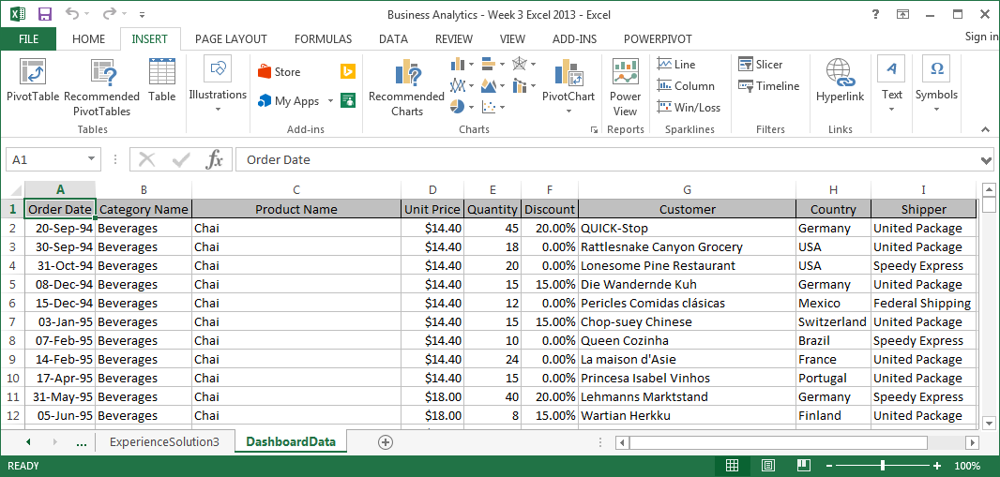 Business Analytics - Week 3 Excel 2013 - Excel
?
FILE HOME INSERT PAGE LAYOUT FORMULAS DATA REVIEW VIEW ADD-INS POWERPIVOT Sign in
PivotTable
Recommended
PivotTables
Table
Tables
Illustrations
Store
My Apps
Add-ins
Recommended
Charts
PivotChart
Charts
Power
View
Reports
Line
Column
Win/Loss
Sparklines
Slicer
Timeline
Filters
Hyperlink
Links
Text
Symbols
A1 fx Order Date
A B C D E F G H I
1 Order Date Category Name Product Name Unit Price Quantity Discount Customer Country Shipper
2 20-Sep-94 Beverages Chai $14.40 45 20.00% QUICK-Stop Germany United Package
3 30-Sep-94 Beverages Chai $14.40 18 0.00% Rattlesnake Canyon Grocery USA United Package
4 31-Oct-94 Beverages Chai $14.40 20 0.00% Lonesome Pine Restaurant USA Speedy Express
5 08-Dec-94 Beverages Chai $14.40 15 15.00% Die Wandernde Kuh Germany United Package
6 15-Dec-94 Beverages Chai $14.40 12 0.00% Pericles Comidas clásicas Mexico Federal Shipping
7 03-Jan-95 Beverages Chai $14.40 15 15.00% Chop-suey Chinese Switzerland United Package
8 07-Feb-95 Beverages Chai $14.40 10 0.00% Queen Cozinha Brazil Speedy Express
9 14-Feb-95 Beverages Chai $14.40 24 0.00% La maison d'Asie France United Package
10 17-Apr-95 Beverages Chai $14.40 15 0.00% Princesa Isabel Vinhos Portugal United Package
11 31-May-95 Beverages Chai $18.00 40 20.00% Lehmanns Marktstand Germany Speedy Express
12 05-Jun-95 Beverages Chai $18.00 8 15.00% Wartian Herkku Finland United Package
... ExperienceSolution3 DashboardData
READY 100%